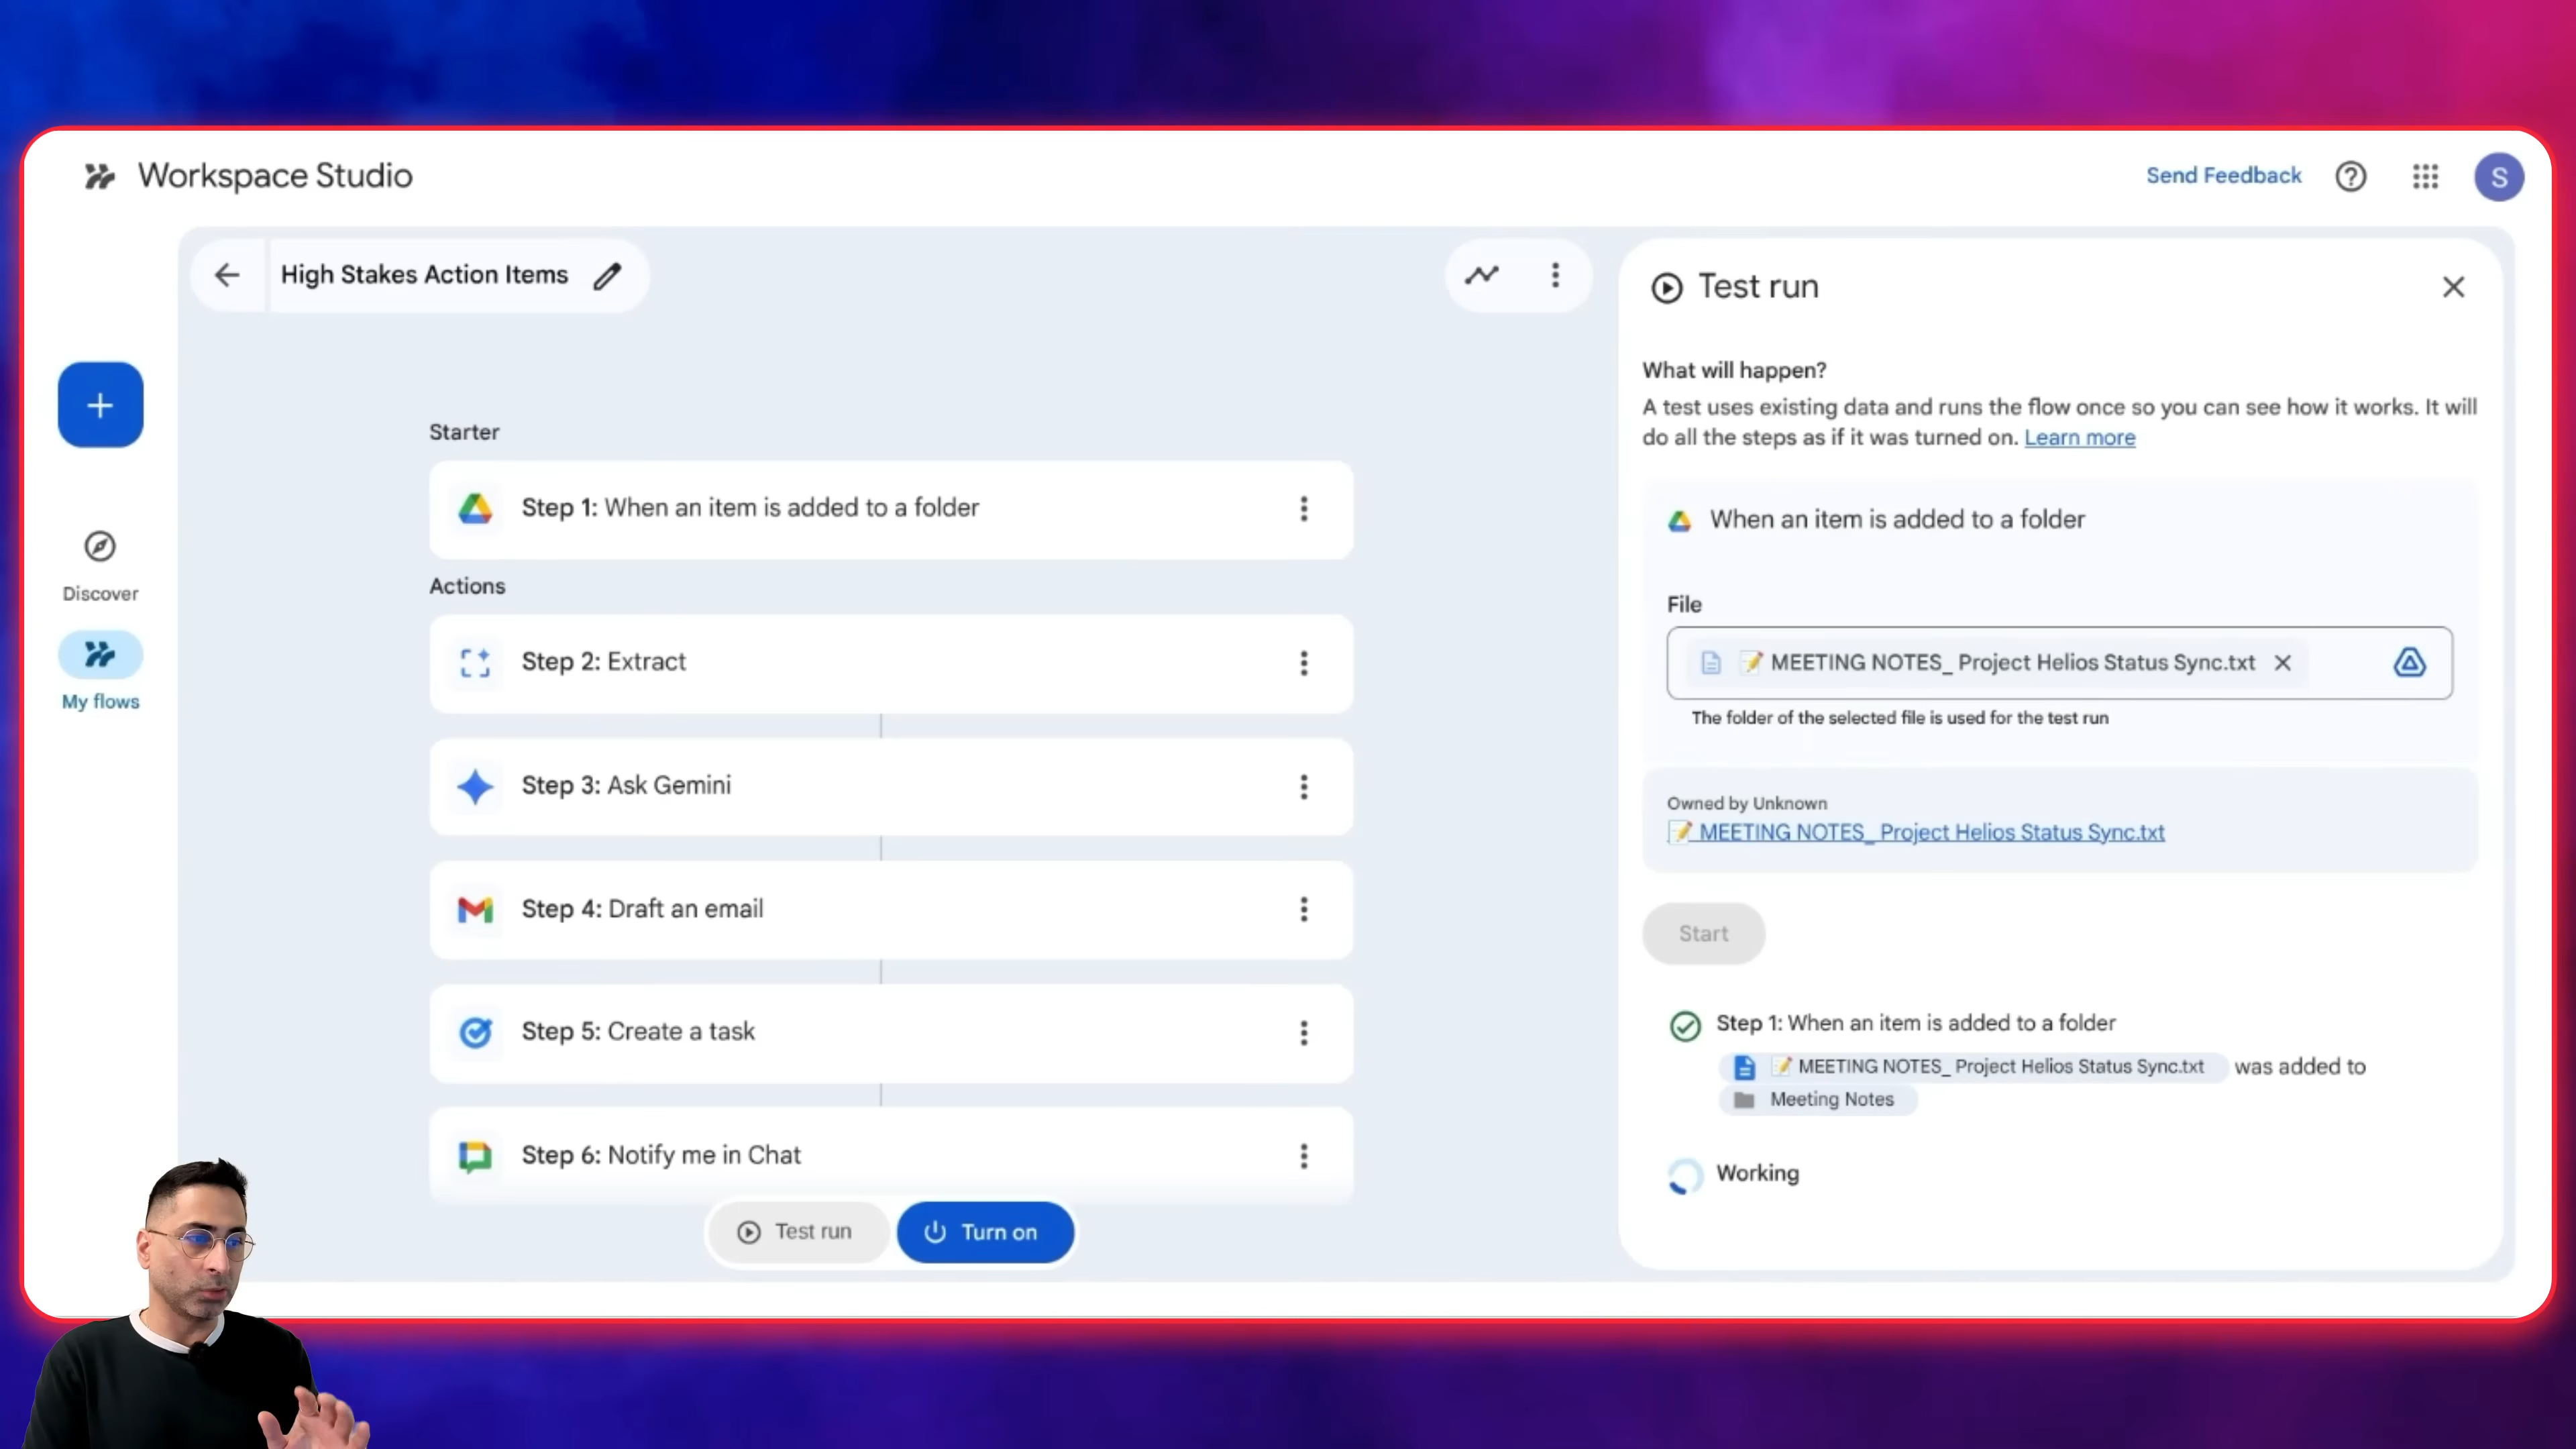 Workspace Studio
Send Feedback
S
High Stakes Action Items
Discover
My flows
Starter
Step 1: When an item is added to a folder
Actions
Step 2: Extract
Step 3: Ask Gemini
Step 4: Draft an email
Step 5: Create a task
Step 6: Notify me in Chat
Test run
Turn on
Test run
What will happen?
A test uses existing data and runs the flow once so you can see how it works. It will
do all the steps as if it was turned on. Learn more
When an item is added to a folder
File
MEETING NOTES_ Project Helios Status Sync.txt
The folder of the selected file is used for the test run
Owned by Unknown
MEETING NOTES_ Project Helios Status Sync.txt
Start
Step 1: When an item is added to a folder
MEETING NOTES_ Project Helios Status Sync.txt was added to
Meeting Notes
Working